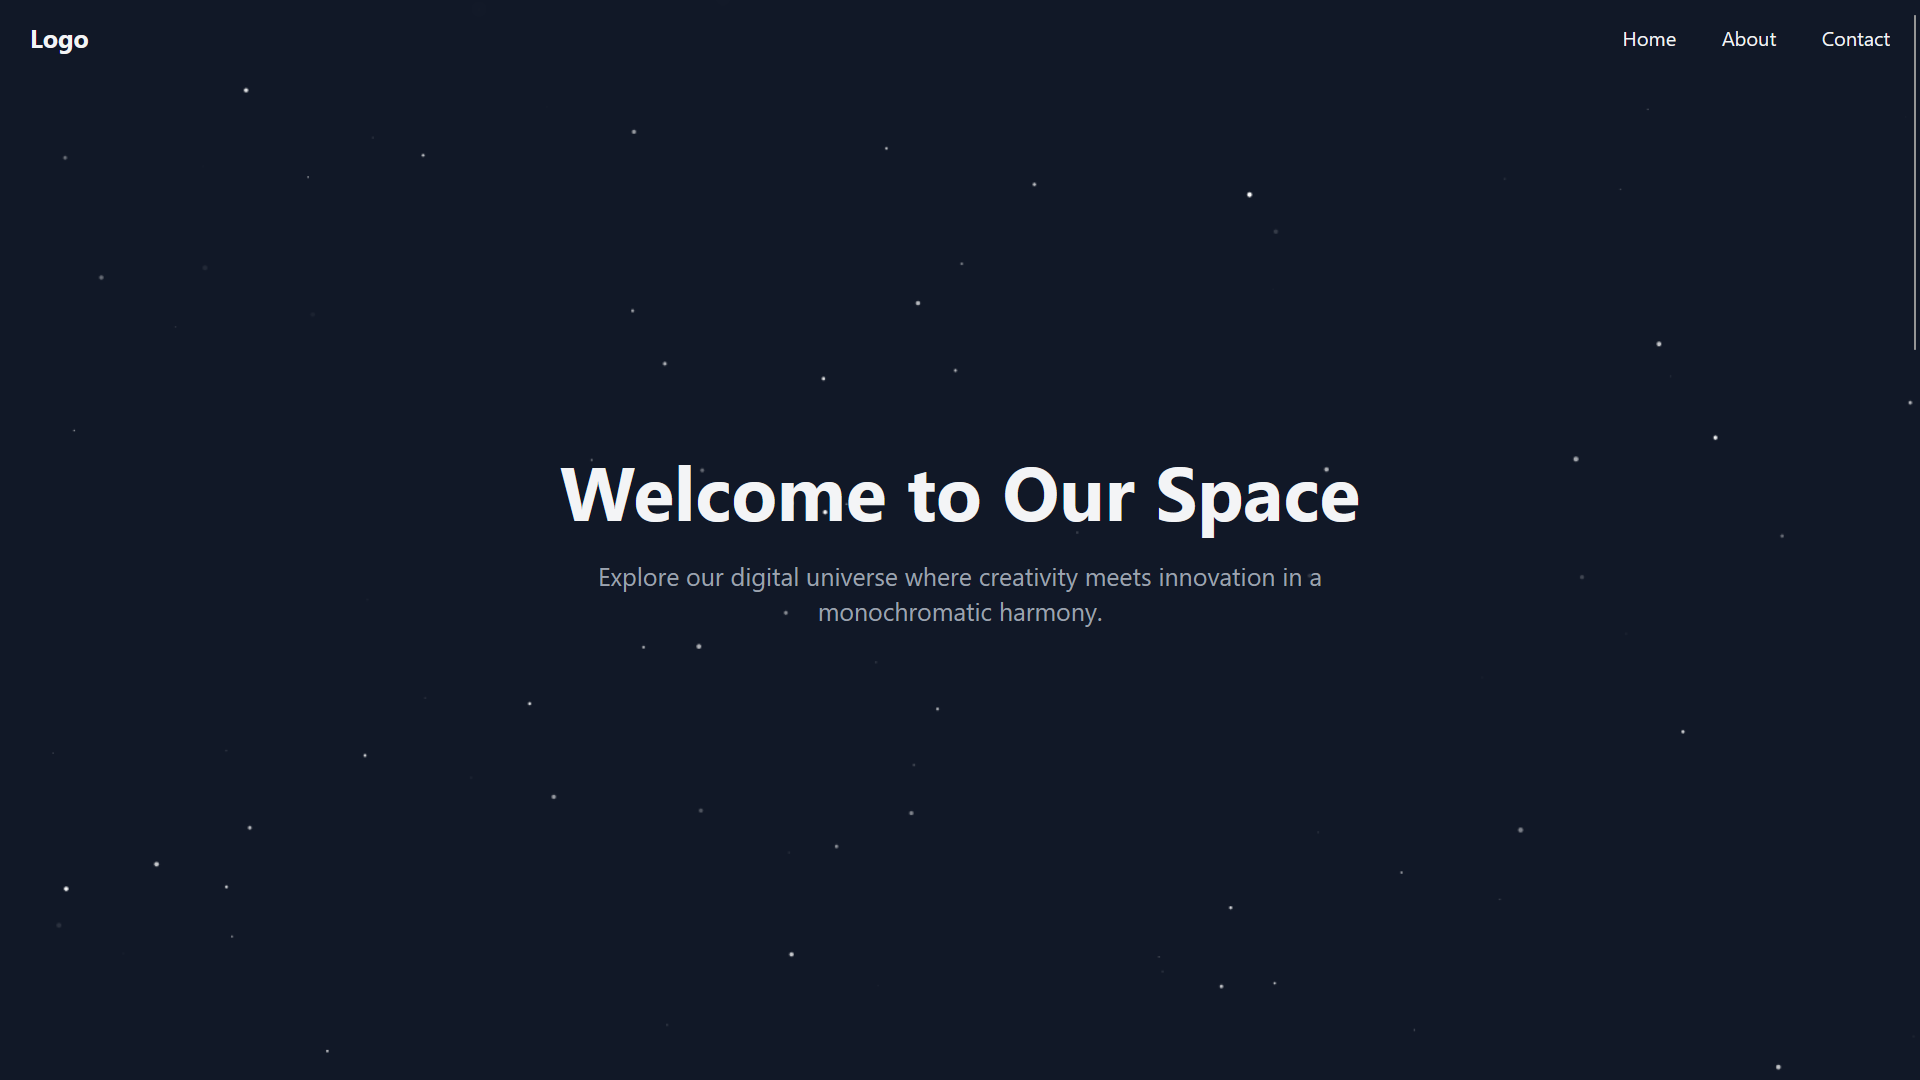 Logo
Home About Contact
Welcome to Our Space
Explore our digital universe where creativity meets innovation in a
monochromatic harmony.